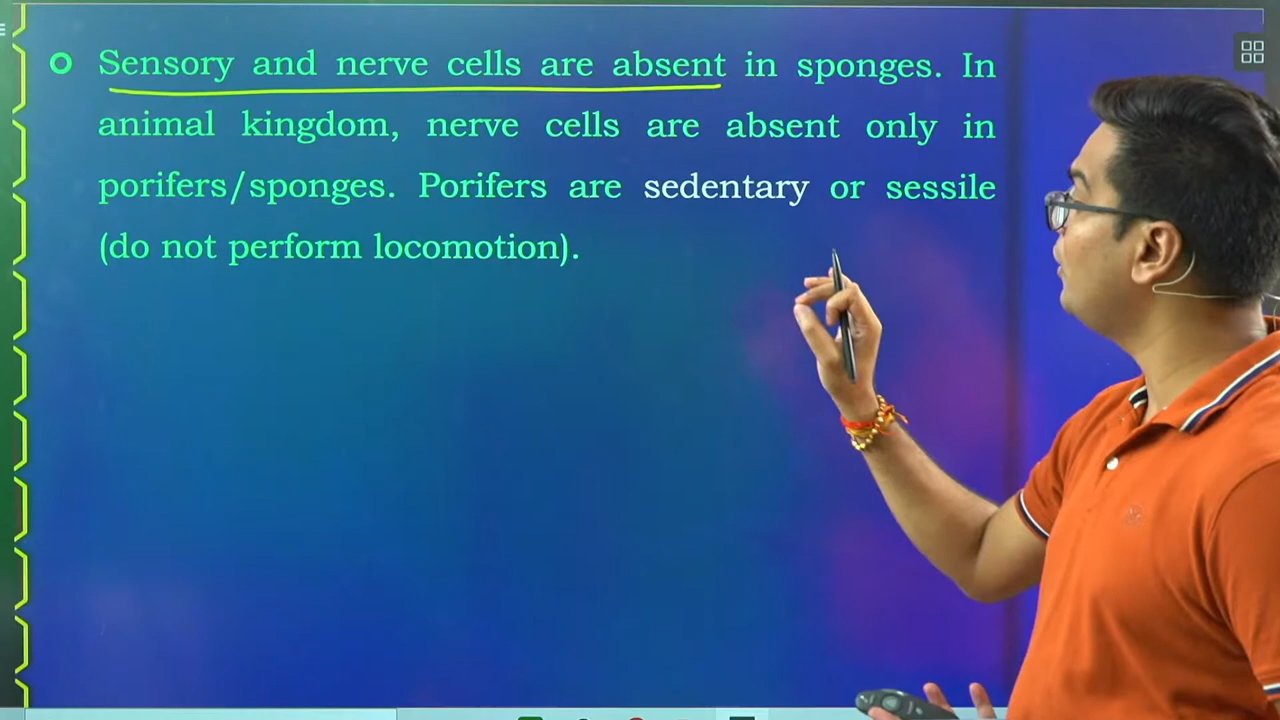 Sensory and nerve cells are absent in sponges. In
animal kingdom, nerve cells are absent only in
porifers/sponges. Porifers are sedentary or sessile
(do not perform locomotion).